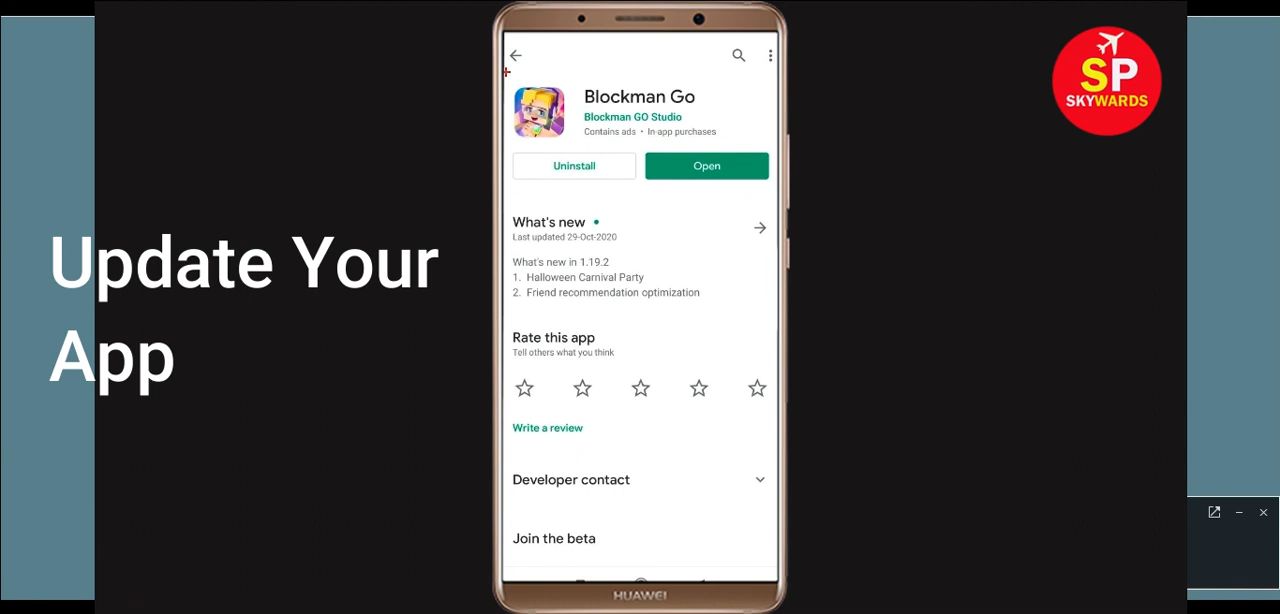 SP
SKYWARDS
Update Your
App
Blockman Go
Blockman GO Studio
Contains ads • In-app purchases
Uninstall
Open
What's new •
Last updated 29-Oct-2020
What's new in 1.19.2
1. Halloween Carnival Party
2. Friend recommendation optimization
Rate this app
Tell others what you think
Write a review
Developer contact
Join the beta
HUAWEI